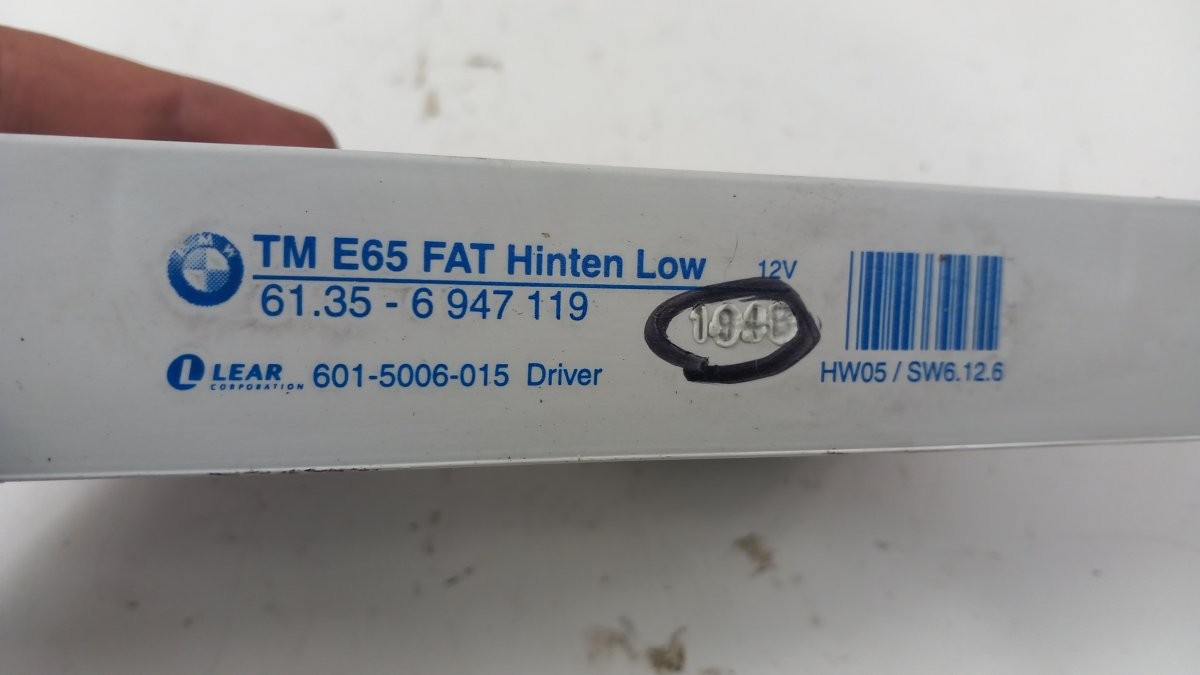 BMW
TM E65 FAT Hinten Low
12V
61.35 - 6 947 119
LEAR
CORPORATION
601-5006-015 Driver
HW05 / SW6.12.6